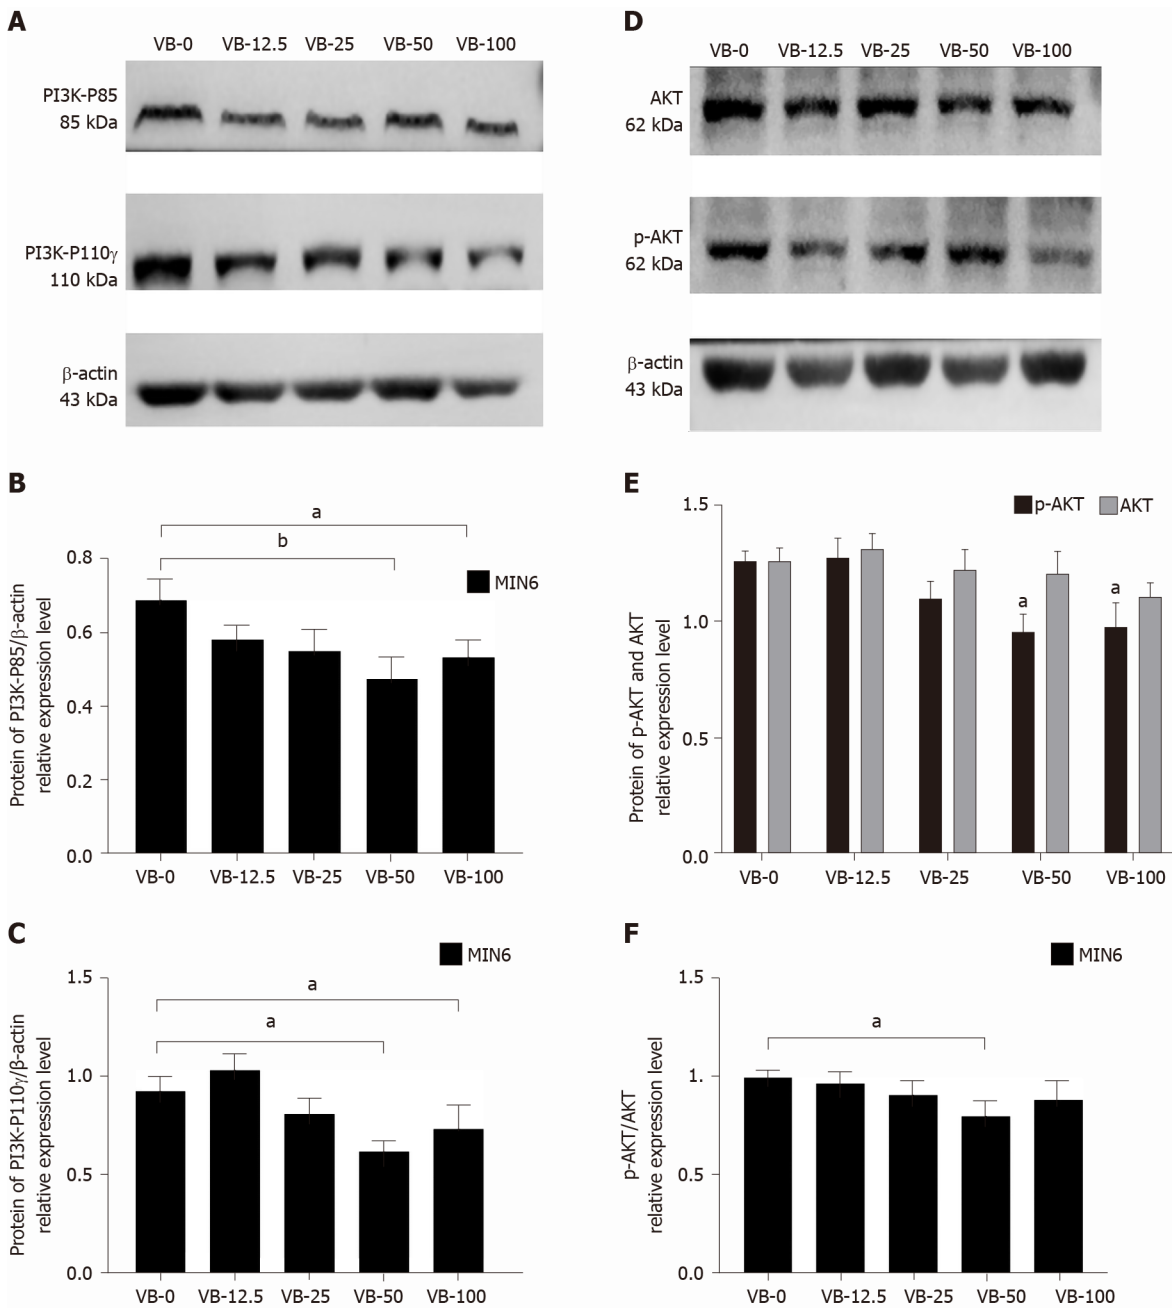 A
VB-0 VB-12.5 VB-25 VB-50 VB-100
PI3K-P85
85 kDa
PI3K-P110γ
110 kDa
β-actin
43 kDa
D
VB-0 VB-12.5 VB-25 VB-50 VB-100
AKT
62 kDa
p-AKT
62 kDa
β-actin
43 kDa
B
a
b
MIN6
Protein of PI3K-P85/β-actin
relative expression level
0.8
0.6
0.4
0.2
0.0
VB-0 VB-12.5 VB-25 VB-50 VB-100
E
p-AKT AKT
Protein of p-AKT and AKT
relative expression level
1.5
1.0
0.5
0.0
a a
VB-0 VB-12.5 VB-25 VB-50 VB-100
C
MIN6
a
a
Protein of PI3K-P110γ/β-actin
relative expression level
1.5
1.0
0.5
0.0
VB-0 VB-12.5 VB-25 VB-50 VB-100
F
MIN6
a
p-AKT/AKT
relative expression level
1.5
1.
0.5
0.0
VB-0 VB-12.5 VB-25 VB-50 VB-100